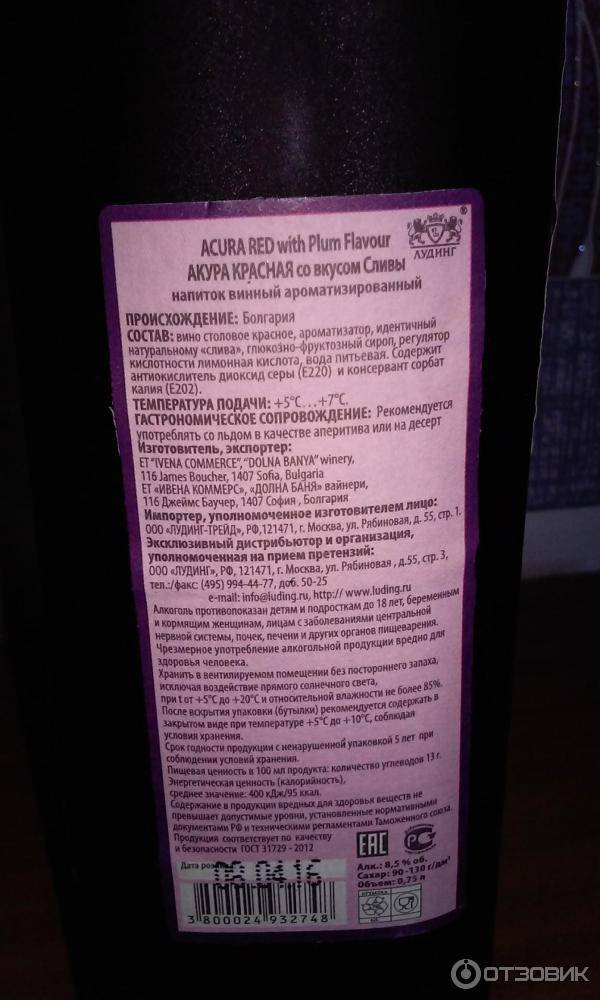 ACURA RED with Plum Flavour
АКУРА КРАСНАЯ со вкусом Сливы
ЛУДИНГ
®
напиток винный ароматизированный
ПРОИСХОЖДЕНИЕ: Болгария
СОСТАВ: вино столовое красное, ароматизатор, идентичный
натуральному «слива», глюкозно-фруктозный сироп, регулятор
кислотности лимонная кислота, вода питьевая. Содержит
антиокислитель диоксид серы (Е220) и консервант сорбат
калия (Е202).
ТЕМПЕРАТУРА ПОДАЧИ: +5°С…+7°С.
ГАСТРОНОМИЧЕСКОЕ СОПРОВОЖДЕНИЕ: Рекомендуется
употреблять со льдом в качестве аперитива или на десерт
Изготовитель, экспортер:
ET "IVENA COMMERCE", "DOLNA BANYA" winery,
116 James Boucher, 1407 Sofia, Bulgaria
ЕТ «ИВЕНА КОММЕРС», «ДОЛНА БАНЯ» вайнери,
116 Джеймс Баучер, 1407 София , Болгария
Импортер, уполномоченное изготовителем лицо:
ООО «ЛУДИНГ-ТРЕЙД», РФ,121471, г. Москва, ул. Рябиновая, д. 55, стр. 1.
Эксклюзивный дистрибьютор и организация,
уполномоченная на прием претензий:
ООО «ЛУДИНГ», РФ, 121471, г. Москва, ул. Рябиновая , д.55, стр. 3,
тел.:/факс: (495) 994-44-77, доб. 50-25
e-mail: info@luding.ru, http:// www.luding.ru
Алкоголь противопоказан детям и подросткам до 18 лет, беременным
и кормящим женщинам, лицам с заболеваниями центральной
нервной системы, почек, печени и других органов пищеварения.
Чрезмерное употребление алкогольной продукции вредно для
здоровья человека.
Хранить в вентилируемом помещении без постороннего запаха,
исключая воздействие прямого солнечного света,
при t от +5°С до +20°С и относительной влажности не более 85%.
После вскрытия упаковки (бутылки) рекомендуется содержать в
закрытом виде при температуре +5°С до +10°С, соблюдая
условия хранения.
Срок годности продукции с ненарушенной упаковкой 5 лет при
соблюдении условий хранения.
Пищевая ценность в 100 мл продукта: количество углеводов 13 г.
Энергетическая ценность (калорийность),
среднее значение: 400 кДж/95 ккал.
Содержание в продукции вредных для здоровья веществ не
превышает допустимые уровни, установленные нормативными
документами РФ и техническими регламентами Таможенного союза.
Продукция соответствует по качеству
и безопасности ГОСТ 31729 - 2012
ЕАС
Дата
08.04.16
Алк.: 8,5 % об.
Сахар: 90 -130 г/дм³
Объем: 0,75 л
3 800024 932748
ОТЗОВИК